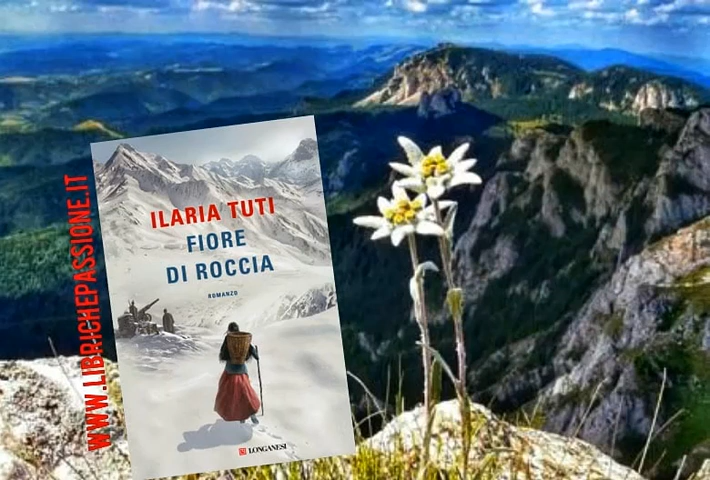 WWW.LIBRICHEPASSIONE.IT
ILARIA TUTI
FIORE
DI ROCCIA
ROMANZO
LONGANESI